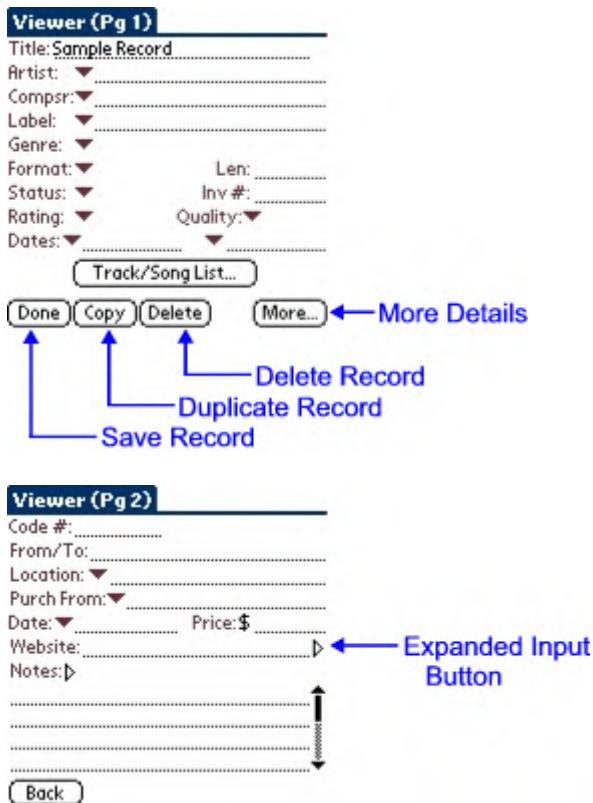 Viewer (Pg 1)
Title: Sample Record
Artist:
Compsr:
Label:
Genre:
Format: Len:
Status: Inv #:
Rating: Quality:
Dates:
Track/Song List...
Done Copy Delete More... More Details
Delete Record
Duplicate Record
Save Record
Viewer (Pg 2)
Code #:
From/To:
Location:
Purch From:
Date: Price: $
Website: Expanded Input
Button
Notes:
Back